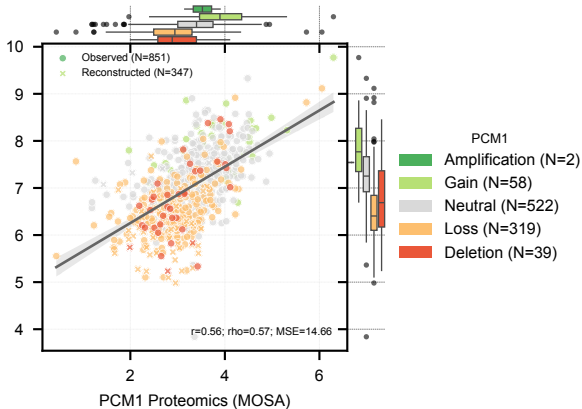 10
9
8
7
6
5
4
Observed (N=851)
Reconstructed (N=347)
r=0.56; rho=0.57; MSE=14.66
2
4
6
PCM1 Proteomics (MOSA)
PCM1
Amplification (N=2)
Gain (N=58)
Neutral (N=522)
Loss (N=319)
Deletion (N=39)